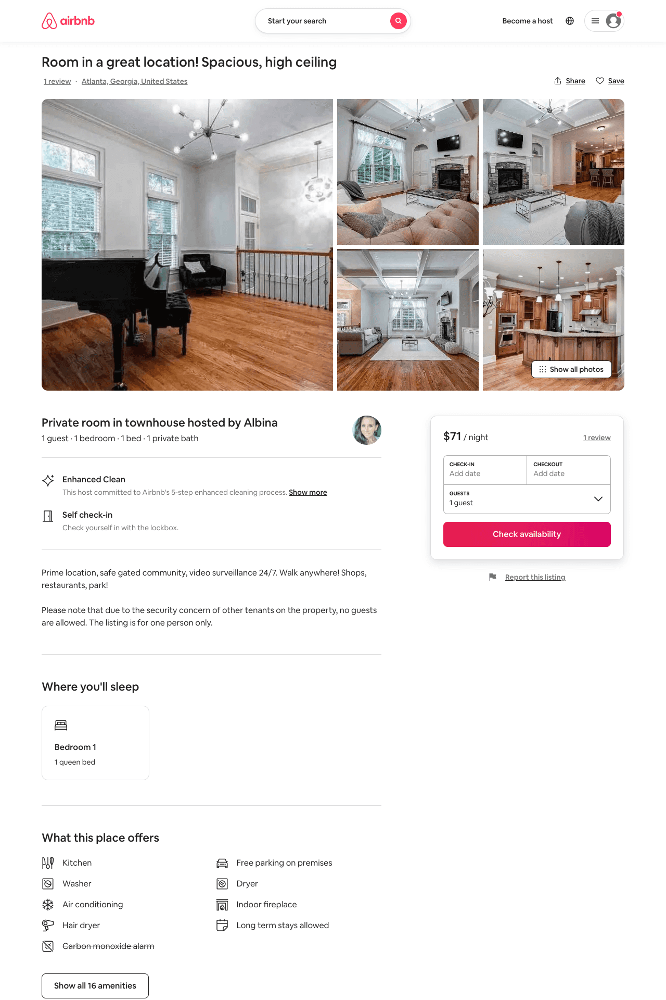 airbnb
Start your search
Become a host
Room in a great location! Spacious, high ceiling
1 review · Atlanta, Georgia, United States
Share
Save
Show all photos
Private room in townhouse hosted by Albina
1 guest · 1 bedroom · 1 bed · 1 private bath
Enhanced Clean
This host committed to Airbnb's 5-step enhanced cleaning process. Show more
Self check-in
Check yourself in with the lockbox.
Prime location, safe gated community, video surveillance 24/7. Walk anywhere! Shops,
restaurants, park!
Please note that due to the security concern of other tenants on the property, no guests
are allowed. The listing is for one person only.
$71 / night
1 review
CHECK-IN
Add date
CHECKOUT
Add date
GUESTS
1 guest
Check availability
Report this listing
Where you'll sleep
Bedroom 1
1 queen bed
What this place offers
Kitchen
Free parking on premises
Washer
Dryer
Air conditioning
Indoor fireplace
Hair dryer
Long term stays allowed
Carbon monoxide alarm
Show all 16 amenities